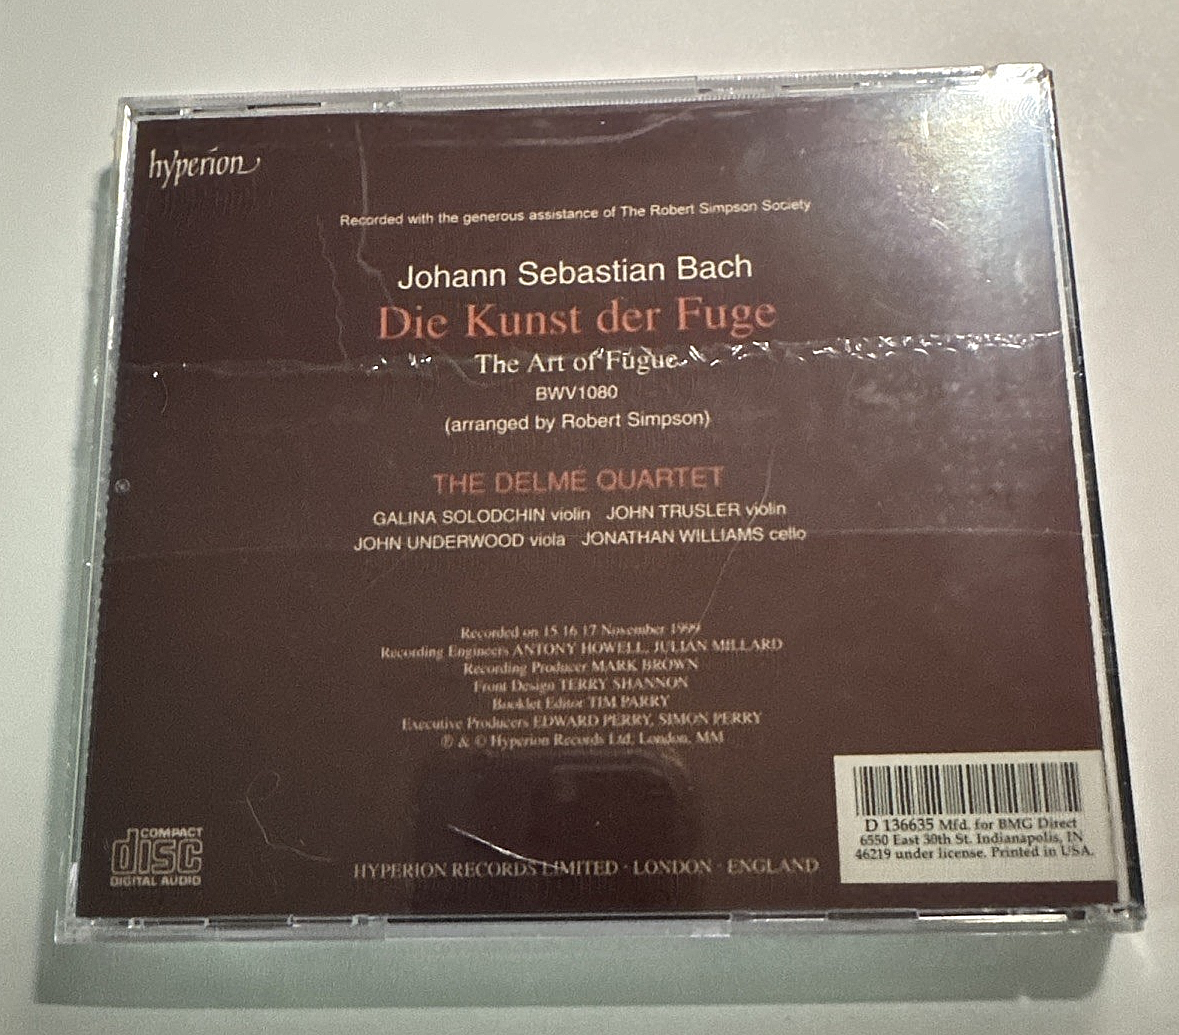 hyperion
Recorded with the generous assistance of The Robert Simpson Society
Johann Sebastian Bach
Die Kunst der Fuge
The Art of Fugue
BWV1080
(arranged by Robert Simpson)
THE DELMÉ QUARTET
GALINA SOLODCHIN violin JOHN TRUSLER violin
JOHN UNDERWOOD viola JONATHAN WILLIAMS cello
Recorded on 15 16 17 November 1999
Recording Engineers ANTONY HOWELL, JULIAN MILLARD
Recording Producer MARK BROWN
Front Design TERRY SHANNON
Booklet Editor TIM PARRY
Executive Producers EDWARD PERRY, SIMON PERRY
℗ & © Hyperion Records Ltd, London, MM
COMPACT
disc
DIGITAL AUDIO
HYPERION RECORDS LIMITED · LONDON · ENGLAND
D 136635 Mfd. for BMG Direct
6550 East 30th St. Indianapolis, IN
46219 under license. Printed in USA.